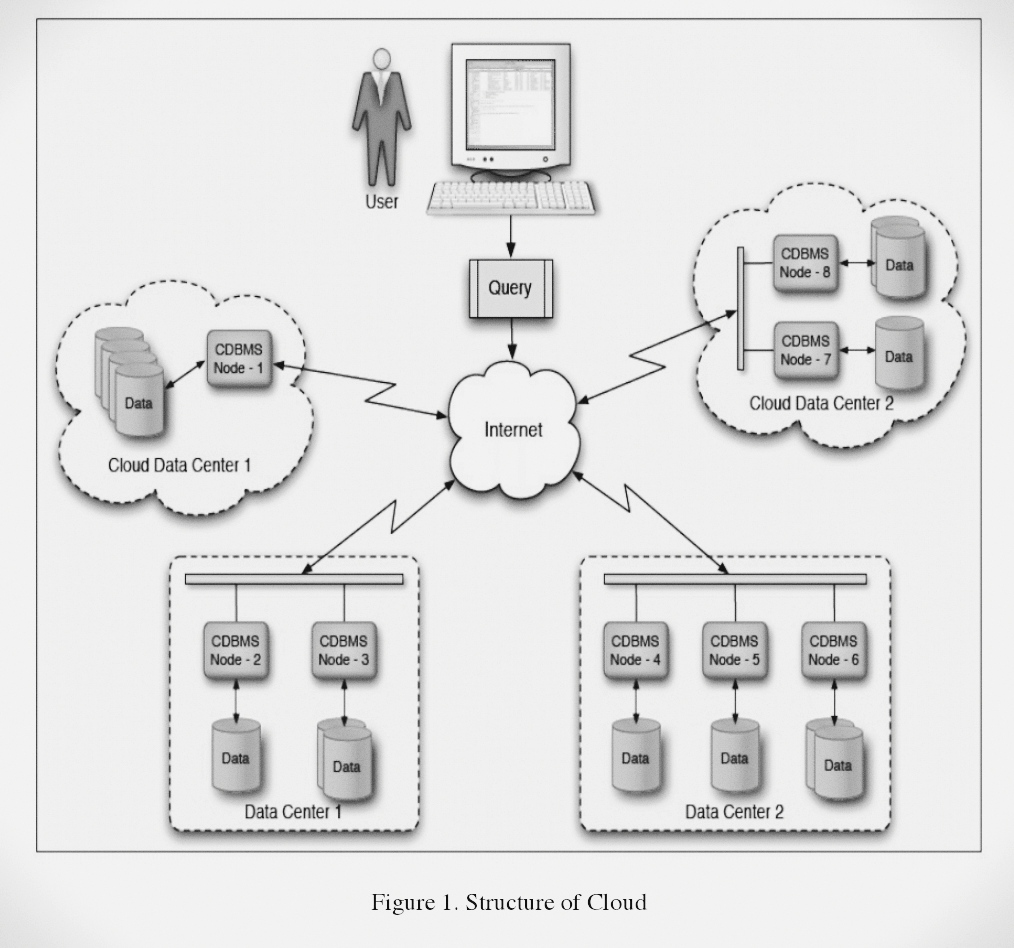 User
Query
Internet
CDBMS
Node - 1
Data
Cloud Data Center 1
CDBMS
Node - 8
Data
CDBMS
Node - 7
Data
Cloud Data Center 2
CDBMS
Node - 2
CDBMS
Node - 3
Data
Data
Data Center 1
CDBMS
Node - 4
CDBMS
Node - 5
CDBMS
Node - 6
Data
Data
Data
Data Center 2
Figure 1. Structure of Cloud